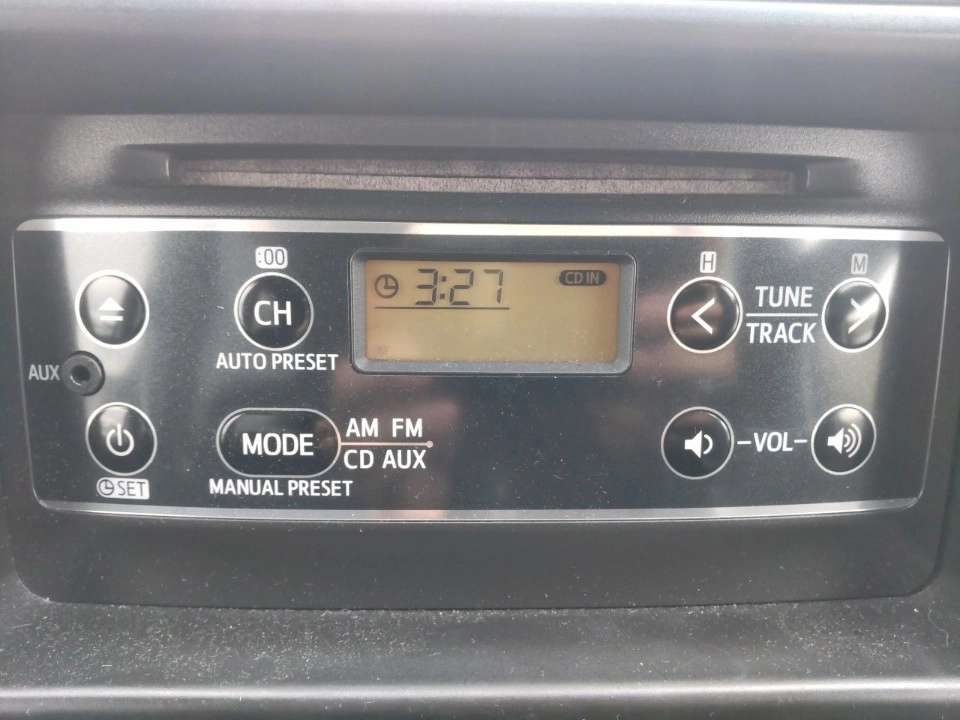 :00
H
M
3:27
CD IN
CH
TUNE
TRACK
AUTO PRESET
AUX
MODE
AM FM
CD AUX
-VOL-
SET
MANUAL PRESET